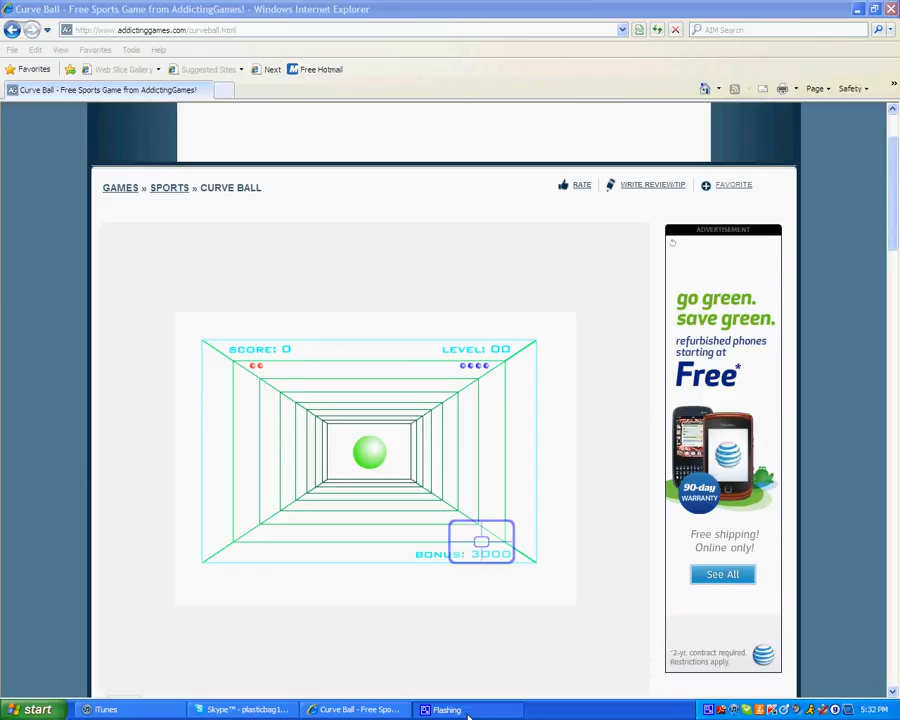 Curve Ball - Free Sports Game from AddictingGames! - Windows Internet Explorer
http://www.addictinggames.com/curveball.html
AIM Search
File Edit View Favorites Tools Help
Favorites Web Slice Gallery Suggested Sites Next Free Hotmail
Curve Ball - Free Sports Game from AddictingGames!
Page Safety »
GAMES » SPORTS » CURVE BALL
RATE WRITE REVIEW/TIP FAVORITE
ADVERTISEMENT
go green.
save green.
refurbished phones
starting at
Free*
90-day
WARRANTY
Free shipping!
Online only!
See All
*2-yr. contract required.
Restrictions apply.
SCORE: 0 LEVEL: 00
BONUS: 3000
start iTunes Skype™ - plasticbag1... Curve Ball - Free Spo... Flashing 5:32 PM